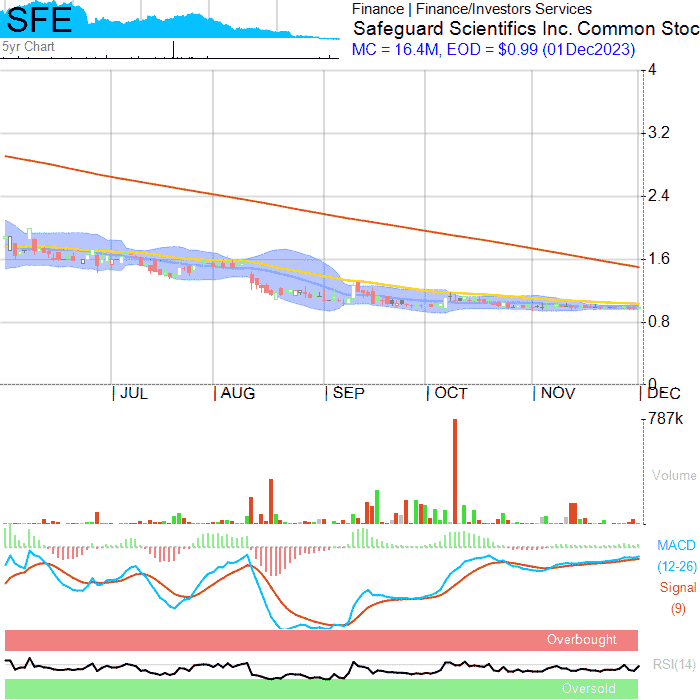 SFE
5yr Chart
Finance | Finance/Investors Services
Safeguard Scientifics Inc. Common Stoc
MC = 16.4M, EOD = $0.99 (01Dec2023)
4
3.2
2.4
1.6
0.8
0
JUL
AUG
SEP
OCT
NOV
DEC
787k
Volume
MACD
(12-26)
Signal
(9)
Overbought
RSI(14)
Oversold